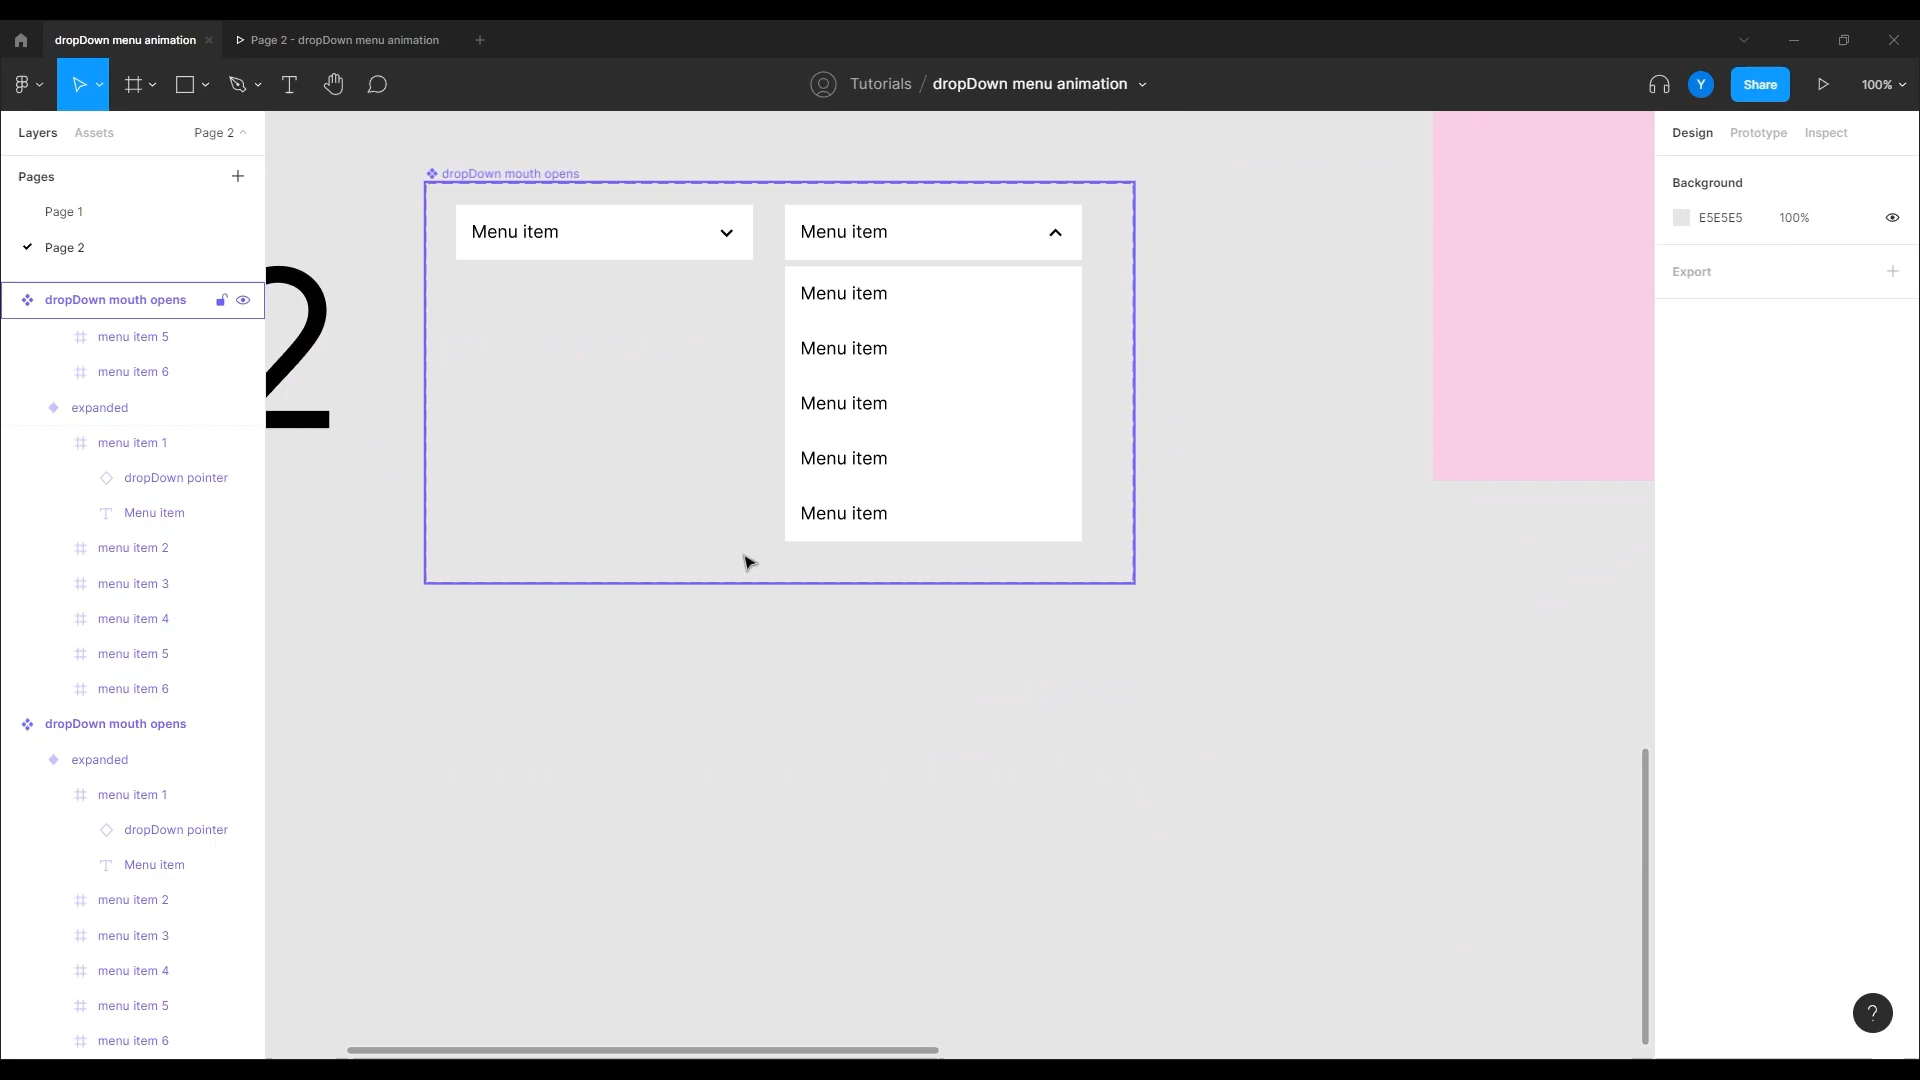 dropDown menu animation
Page 2 - dropDown menu animation
Tutorials / dropDown menu animation
Y
Share
100%
Layers
Assets
Page 2
Pages
Page 1
Page 2
dropDown mouth opens
menu item 5
menu item 6
expanded
menu item 1
dropDown pointer
Menu item
menu item 2
menu item 3
menu item 4
menu item 5
menu item 6
dropDown mouth opens
expanded
menu item 1
dropDown pointer
Menu item
menu item 2
menu item 3
menu item 4
menu item 5
menu item 6
2
dropDown mouth opens
Menu item
Menu item
Menu item
Menu item
Menu item
Menu item
Menu item
Design
Prototype
Inspect
Background
E5E5E5
100%
Export
?